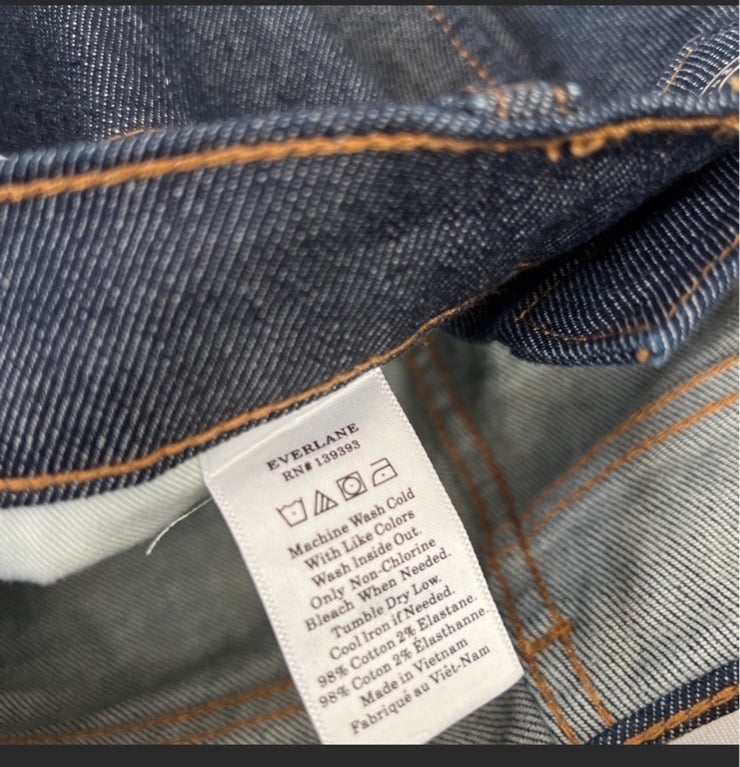 EVERLANE
RN# 139393
Machine Wash Cold
With Like Colors
Wash Inside Out.
Only Non-Chlorine
Bleach When Needed.
Tumble Dry Low.
Cool Iron if Needed.
98% Cotton 2% Elastane.
98% Coton 2% Élasthanne.
Made in Vietnam
Fabriqué au Viêt-Nam